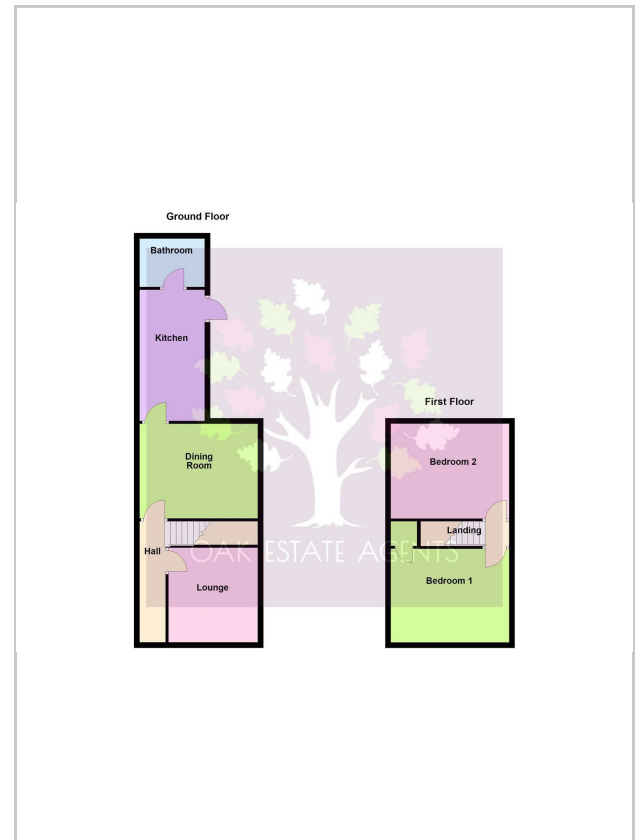 Ground Floor
Bathroom
Kitchen
Dining
Room
Hall
Lounge
First Floor
Bedroom 2
Landing
Bedroom 1
OAK ESTATE AGENTS